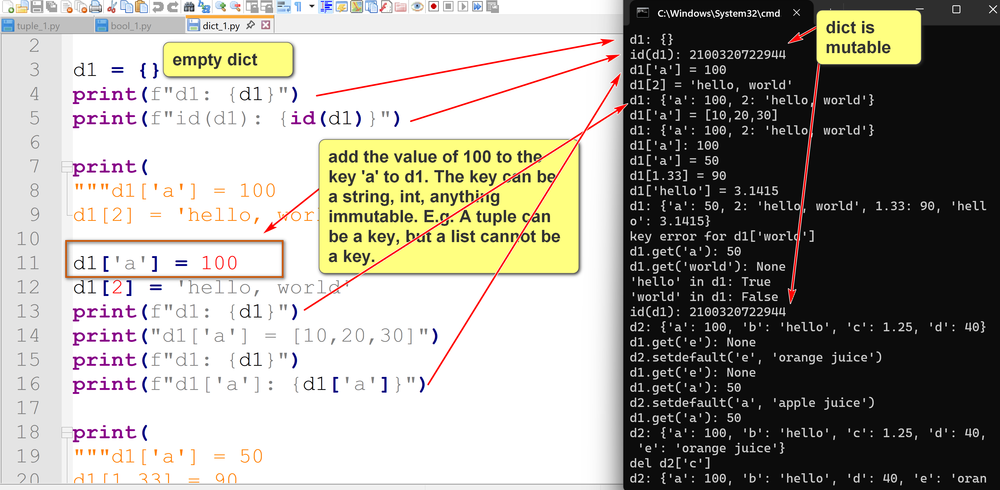 tuple_1.py
bool_1.py
dict_1.py
2
3 d1 = {}
empty dict
4 print(f"d1: {d1}")
5 print(f"id(d1): {id(d1)}")
6
7 print(
8 """d1['a'] = 100
9 d1[2] = 'hello, worl
10
11 d1['a'] = 100
12 d1[2] = 'hello, world'
13 print(f"d1: {d1}")
14 print("d1['a'] = [10,20,30]")
15 print(f"d1: {d1}")
16 print(f"d1['a']: {d1['a']}")
17
18 print(
19 """d1['a'] = 50
20 d1[1.33] = 90
add the value of 100 to the
key 'a' to d1. The key can be
a string, int, anything
immutable. E.g. A tuple can
be a key, but a list cannot be
a key.
C:\Windows\System32\cmd.
dict is
mutable
d1: {}
id(d1): 2100320722944
d1['a'] = 100
d1[2] = 'hello, world'
d1: {'a': 100, 2: 'hello, world'}
d1['a'] = [10,20,30]
d1: {'a': 100, 2: 'hello, world'}
d1['a']: 100
d1['a'] = 50
d1[1.33] = 90
d1['hello'] = 3.1415
d1: {'a': 50, 2: 'hello, world', 1.33: 90, 'hell
o': 3.1415}
key error for d1['world']
d1.get('a'): 50
d1.get('world'): None
'hello' in d1: True
'world' in d1: False
id(d1): 2100320722944
d2: {'a': 100, 'b': 'hello', 'c': 1.25, 'd': 40}
d1.get('e'): None
d2.setdefault('e', 'orange juice')
d1.get('e'): None
d1.get('a'): 50
d2.setdefault('a', 'apple juice')
d1.get('a'): 50
d2: {'a': 100, 'b': 'hello', 'c': 1.25, 'd': 40,
'e': 'orange juice'}
del d2['c']
d2: {'a': 100, 'b': 'hello', 'd': 40, 'e': 'oran